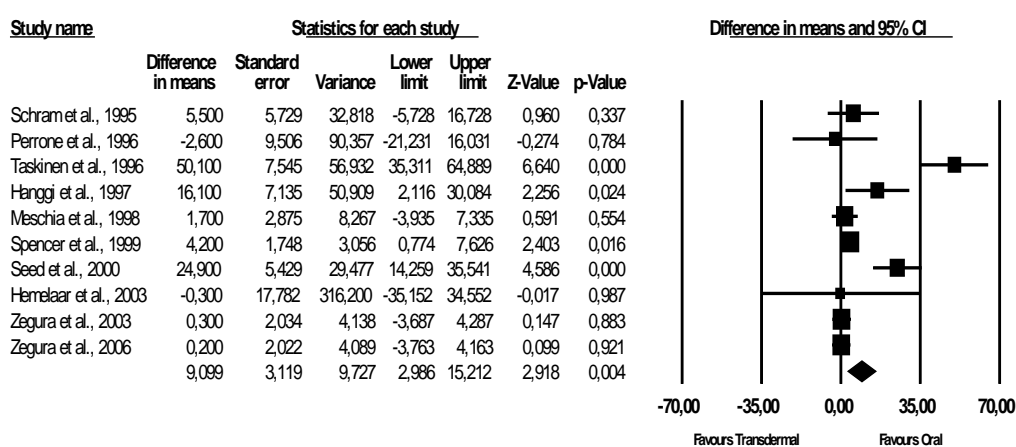 Study name Statistics for each study Difference in means and 95% CI
Difference in means Standard error Variance Lower limit Upper limit Z-Value p-Value
Schram et al., 1995 5,500 5,729 32,818 -5,728 16,728 0,960 0,337
Perrone et al., 1996 -2,600 9,506 90,357 -21,231 16,031 -0,274 0,784
Taskinen et al., 1996 50,100 7,545 56,932 35,311 64,889 6,640 0,000
Hanggi et al., 1997 16,100 7,135 50,909 2,116 30,084 2,256 0,024
Meschia et al., 1998 1,700 2,875 8,267 -3,935 7,335 0,591 0,554
Spencer et al., 1999 4,200 1,748 3,056 0,774 7,626 2,403 0,016
Seed et al., 2000 24,900 5,429 29,477 14,259 35,541 4,586 0,000
Hemelaar et al., 2003 -0,300 17,782 316,200 -35,152 34,552 -0,017 0,987
Zegura et al., 2003 0,300 2,034 4,138 -3,687 4,287 0,147 0,883
Zegura et al., 2006 0,200 2,022 4,089 -3,763 4,163 0,099 0,921
9,099 3,119 9,727 2,986 15,212 2,918 0,004
-70,00 -35,00 0,00 35,00 70,00
Favours Transdermal Favours Oral